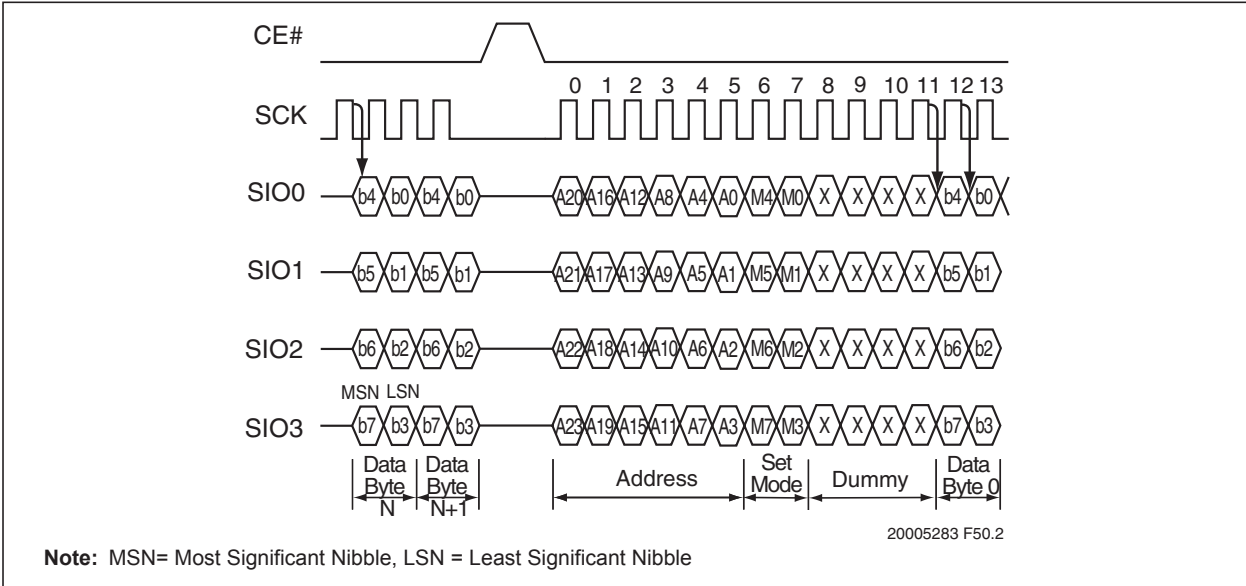 CE#
0 1 2 3 4 5 6 7 8 9 10 11 12 13
SCK
SIO0 b4 b0 b4 b0 A20 A16 A12 A8 A4 A0 M4 M0 X X X X b4 b0
SIO1 b5 b1 b5 b1 A21 A17 A13 A9 A5 A1 M5 M1 X X X X b5 b1
SIO2 b6 b2 b6 b2 A22 A18 A14 A10 A6 A2 M6 M2 X X X X b6 b2
MSN LSN
SIO3 b7 b3 b7 b3 A23 A19 A15 A11 A7 A3 M7 M3 X X X X b7 b3
Data Byte N
Data Byte N+1
Address
Set Mode
Dummy
Data Byte 0
20005283 F50.2
Note: MSN= Most Significant Nibble, LSN = Least Significant Nibble